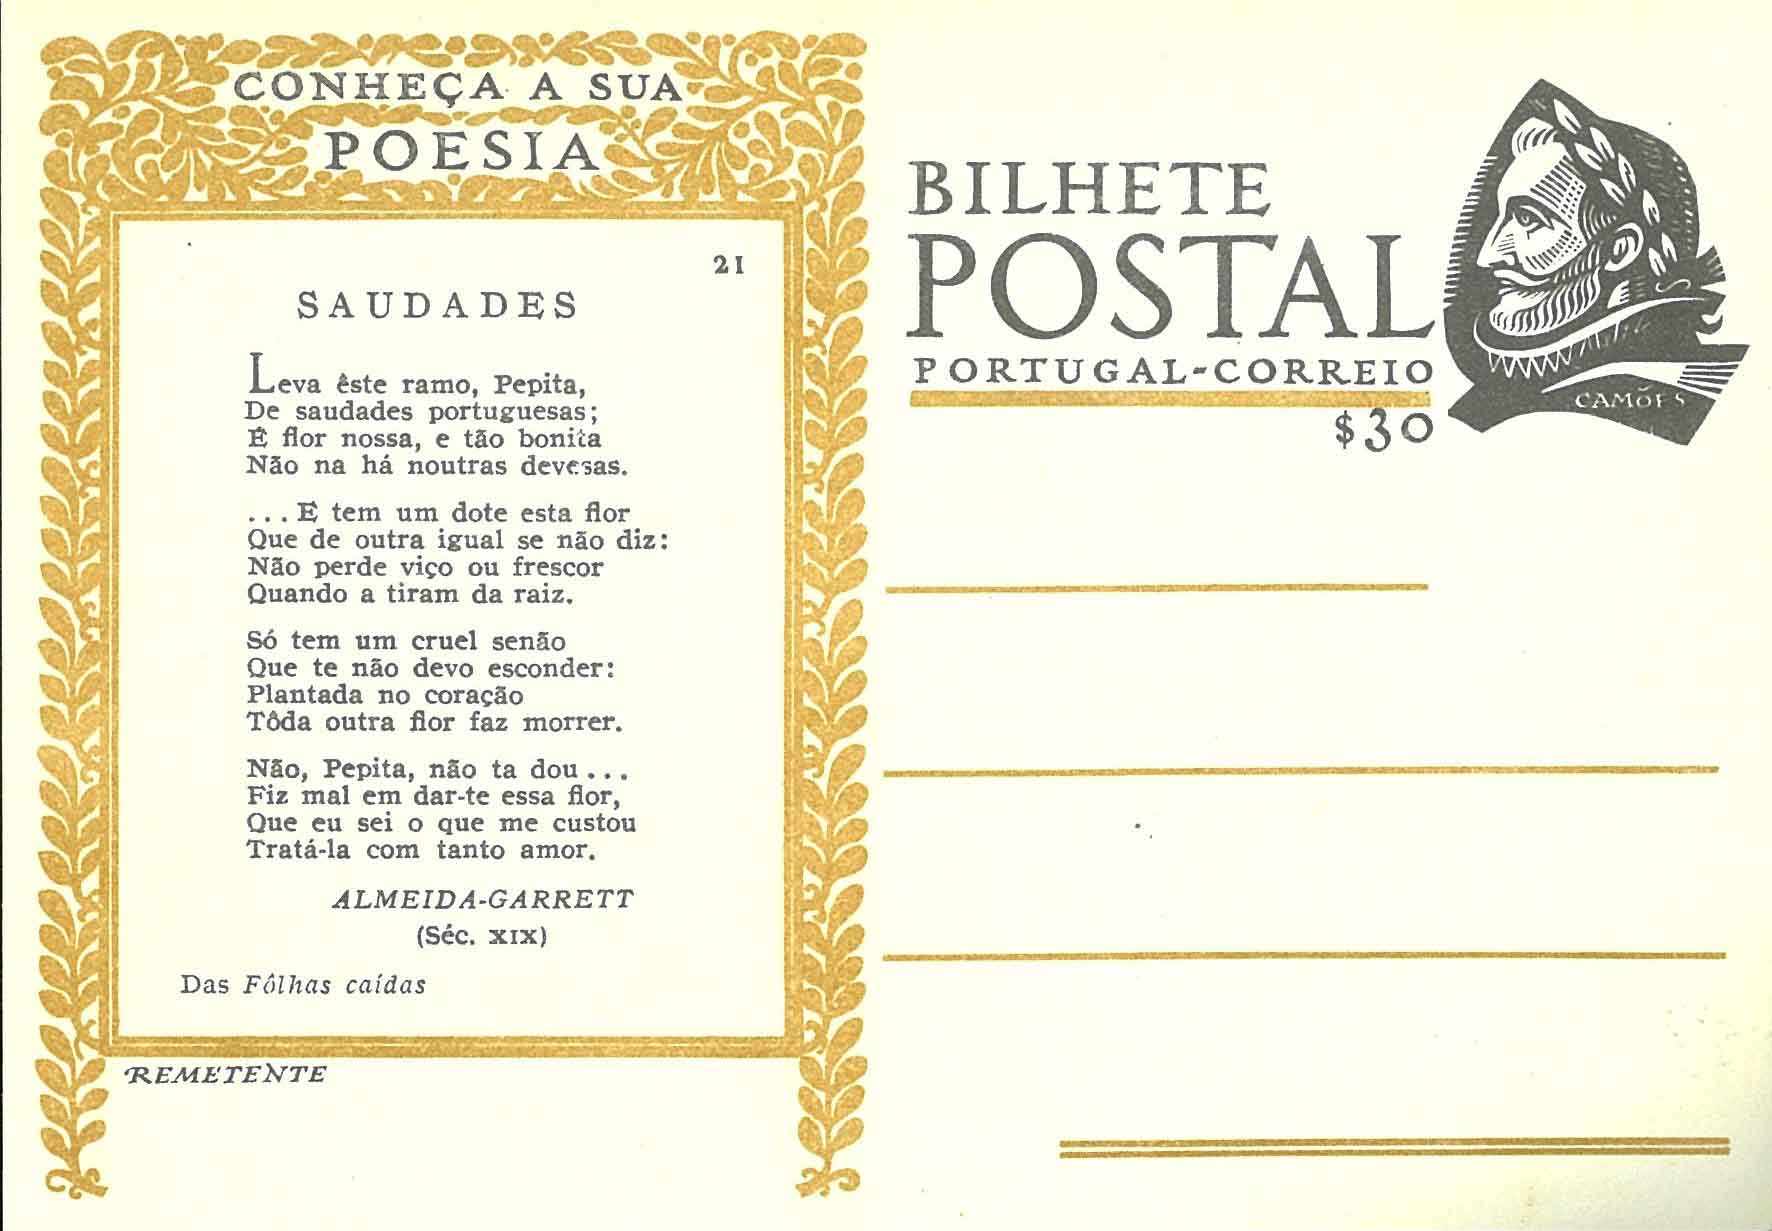 CONHEÇA A SUA
POESIA
21
SAUDADES
Leva êste ramo, Pepita,
De saudades portuguesas;
É flor nossa, e tão bonita
Não na há noutras devesas.
...E tem um dote esta flor
Que de outra igual se não diz:
Não perde viço ou frescor
Quando a tiram da raiz.
Só tem um cruel senão
Que te não devo esconder:
Plantada no coração
Tôda outra flor faz morrer.
Não, Pepita, não ta dou...
Fiz mal em dar-te essa flor,
Que eu sei o que me custou
Tratá-la com tanto amor.
ALMEIDA-GARRETT
(Séc. XIX)
Das Fôlhas caídas
REMETENTE
BILHETE
POSTAL
PORTUGAL-CORREIO
$30
CAMÕES